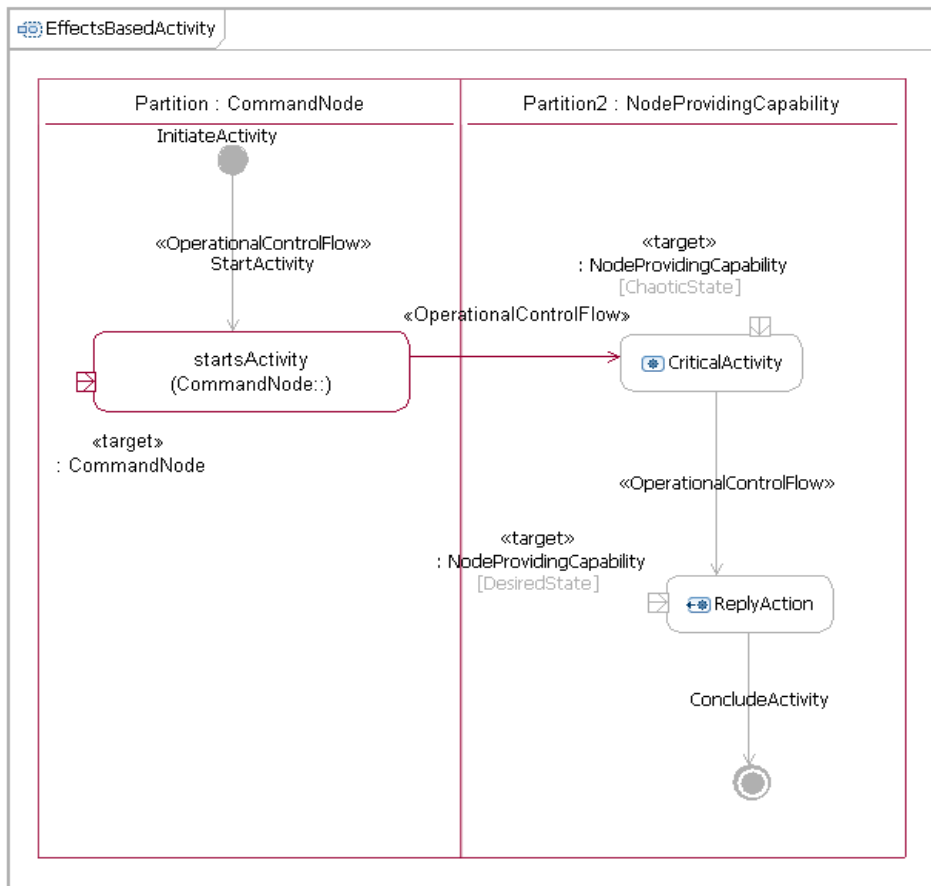 EffectsBasedActivity
Partition : CommandNode
Partition2 : NodeProvidingCapability
InitiateActivity
«OperationalControlFlow»
StartActivity
«target»
: NodeProvidingCapability
[ChaoticState]
«OperationalControlFlow»
startsActivity
(CommandNode::)
CriticalActivity
«target»
: CommandNode
«OperationalControlFlow»
«target»
: NodeProvidingCapability
[DesiredState]
ReplyAction
ConcludeActivity